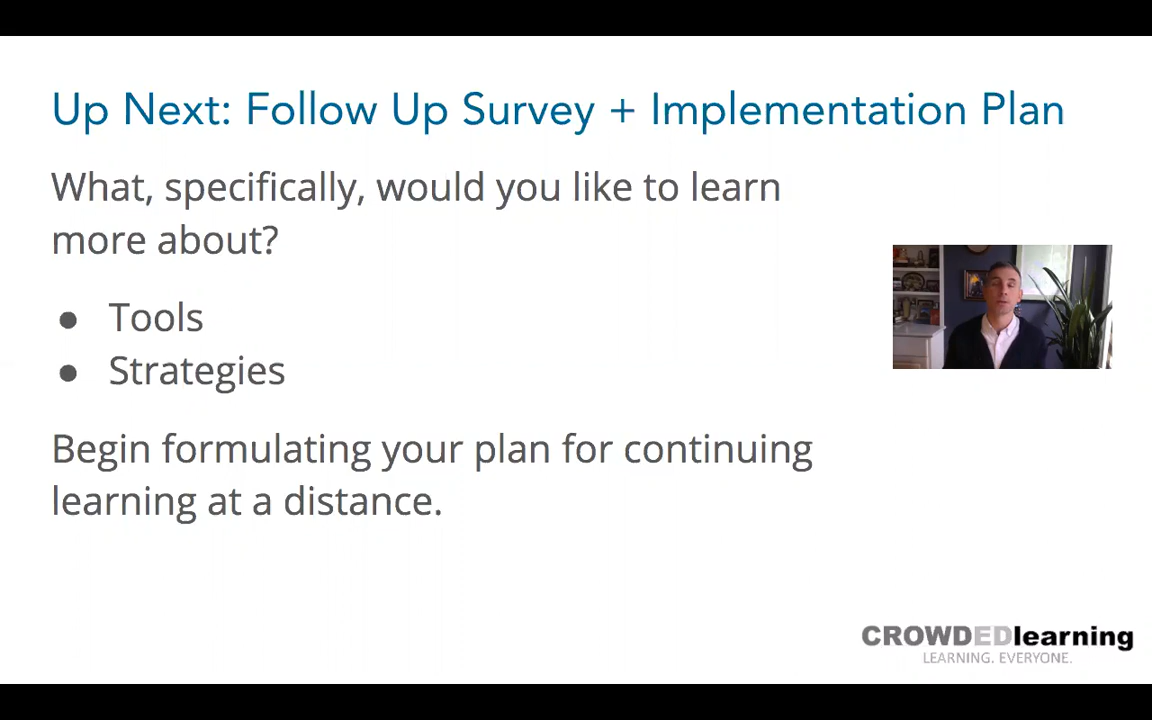 Up Next: Follow Up Survey + Implementation Plan
What, specifically, would you like to learn
more about?
● Tools
● Strategies
Begin formulating your plan for continuing
learning at a distance.
CROWDEDlearning
LEARNING. EVERYONE.